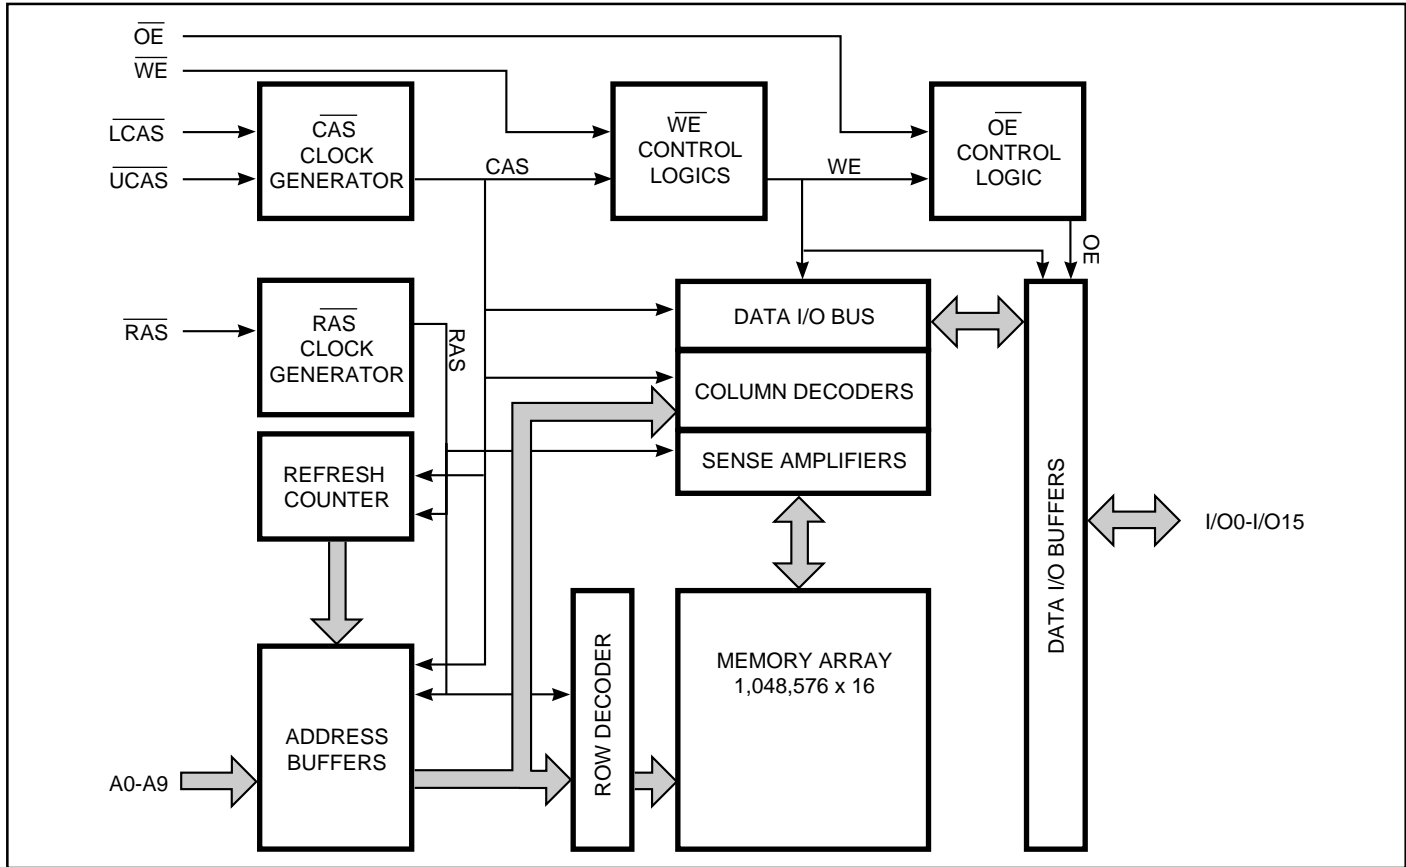 OE
WE
LCAS
UCAS
CAS
CLOCK
GENERATOR
CAS
WE
CONTROL
LOGICS
WE
OE
CONTROL
LOGIC
OE
RAS
RAS
CLOCK
GENERATOR
RAS
DATA I/O BUS
COLUMN DECODERS
SENSE AMPLIFIERS
REFRESH
COUNTER
DATA I/O BUFFERS
I/O0-I/O15
ADDRESS
BUFFERS
A0-A9
ROW DECODER
MEMORY ARRAY
1,048,576 x 16